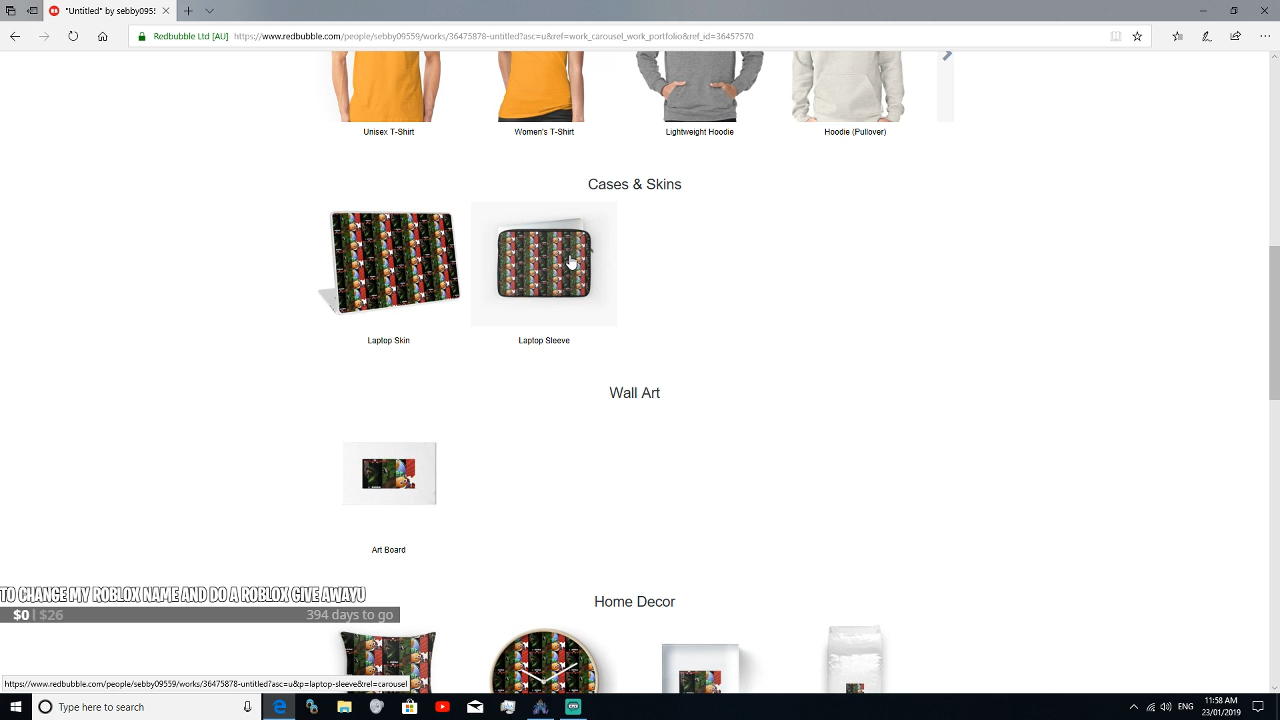 "Untitled" by sebby095
Redbubble Ltd [AU]
https://www.redbubble.com/people/sebby09559/works/36475878-untitled?asc=u&ref=work_carousel_work_portfolio&ref_id=36457570
Unisex T-Shirt
Women's T-Shirt
Lightweight Hoodie
Hoodie (Pullover)
Cases & Skins
Laptop Skin
Laptop Sleeve
Wall Art
Art Board
TO CHANGE MY ROBLOX NAME AND DO A ROBLOX GIVE AWAYU
$0 | $26
394 days to go
Home Decor
https://www.redbubble.com/people/sebby09559/works/36475878-untitled?asc=u&p=laptop-sleeve&rel=carousel
Type here to search
ENG
11:58 AM
23/01/2019